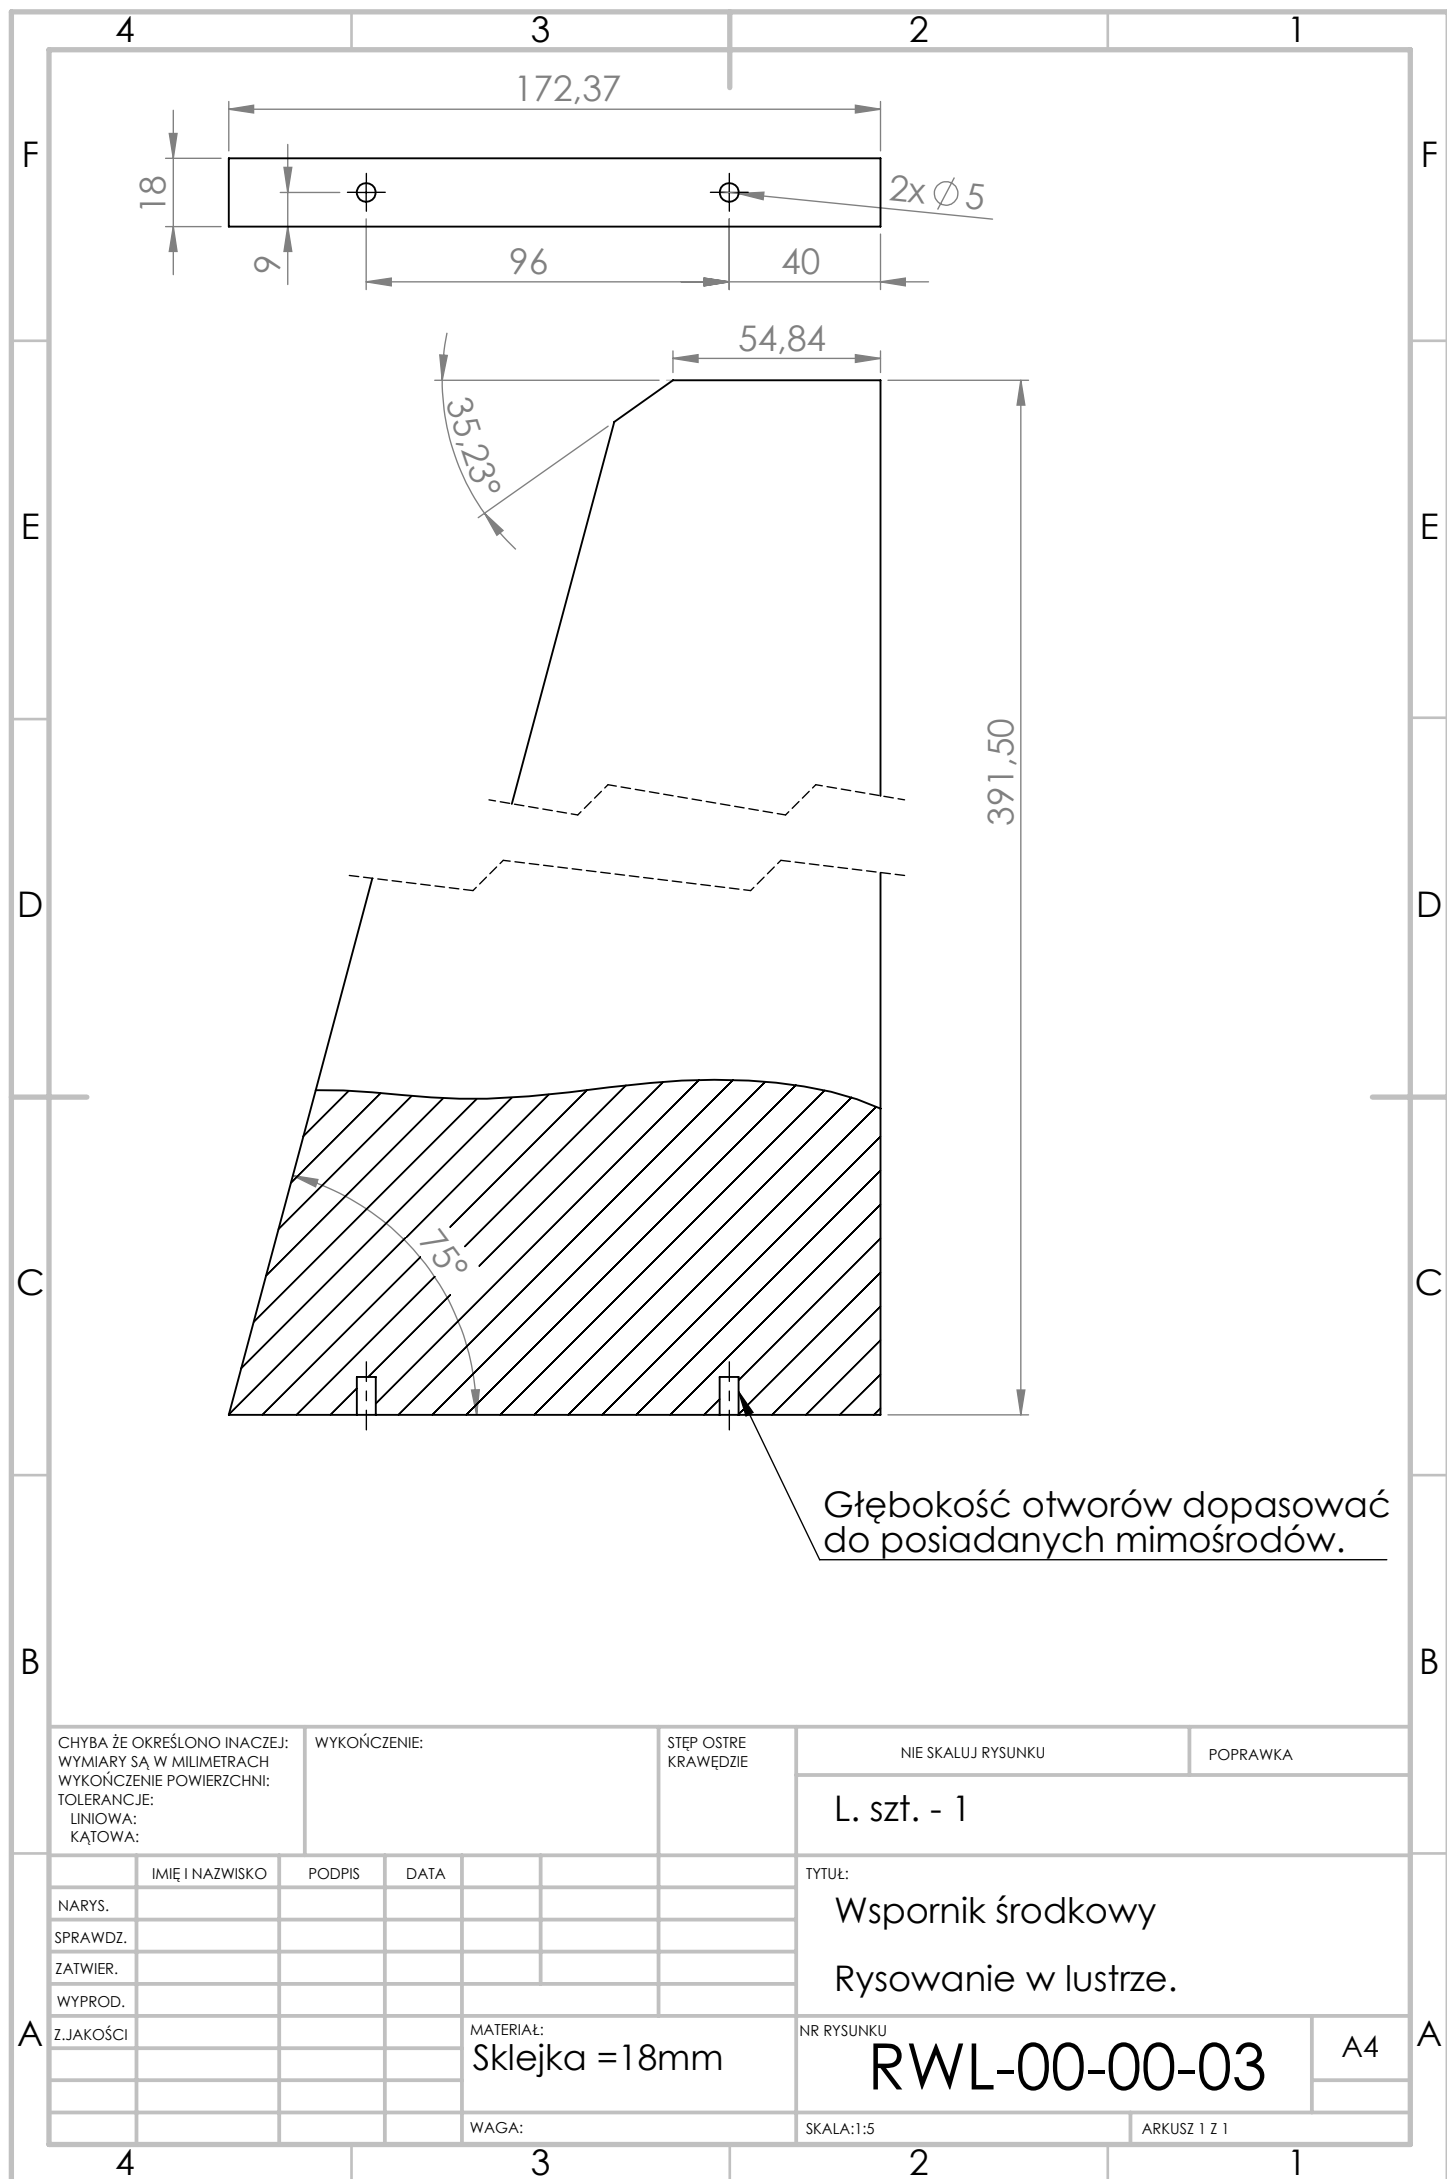 4 3 2 1
F F
172,37
18
9
96
40
2x ∅ 5
54,84
35,23°
E E
391,50
D D
75°
C C
Głębokość otworów dopasować
do posiadanych mimośrodów.
B B
CHYBA ŻE OKREŚLONO INACZEJ:
WYMIARY SĄ W MILIMETRACH
WYKOŃCZENIE POWIERZCHNI:
TOLERANCJE:
LINIOWA:
KĄTOWA:
WYKOŃCZENIE:
STĘP OSTRE
KRAWĘDZIE
NIE SKALUJ RYSUNKU
POPRAWKA
L. szt. - 1
IMIĘ I NAZWISKO PODPIS DATA
NARYS.
SPRAWDZ.
ZATWIER.
WYPROD.
Z.JAKOŚCI
TYTUŁ:
Wspornik środkowy
Rysowanie w lustrze.
A A
MATERIAŁ:
Sklejka =18mm
NR RYSUNKU
RWL-00-00-03
A4
WAGA:
SKALA:1:5
ARKUSZ 1 Z 1
4 3 2 1